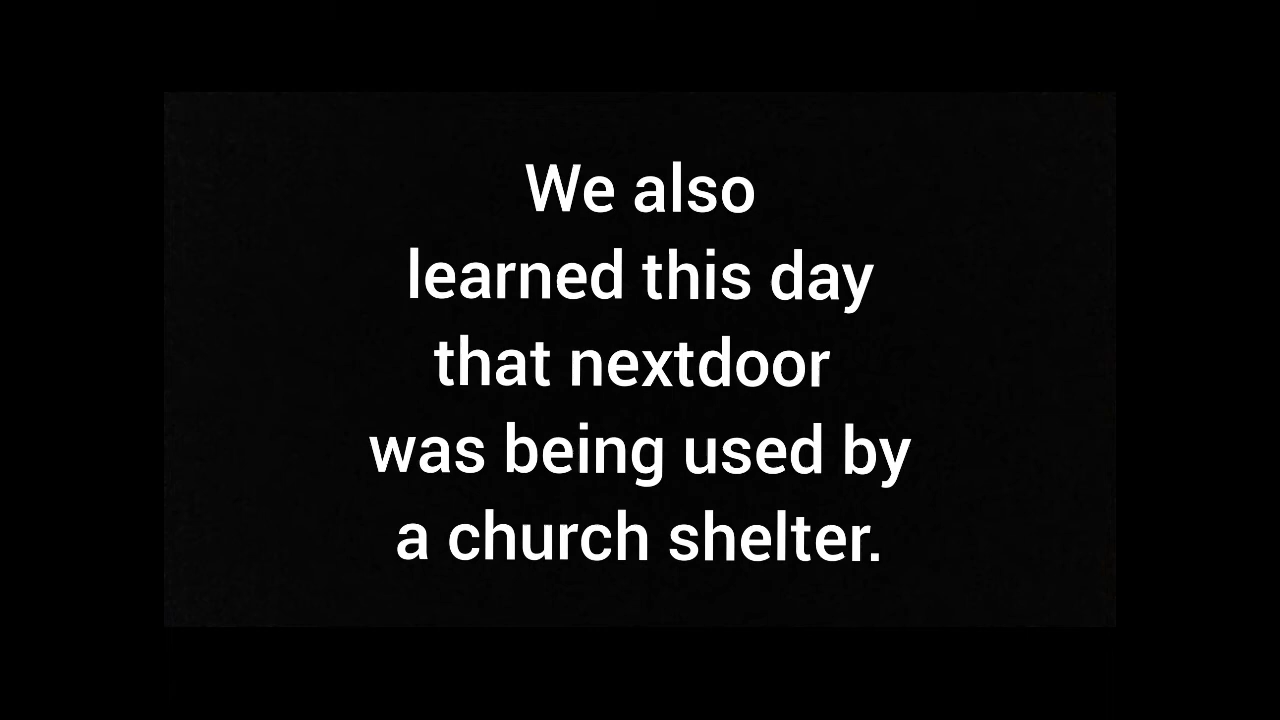 We also
learned this day
that nextdoor
was being used by
a church shelter.